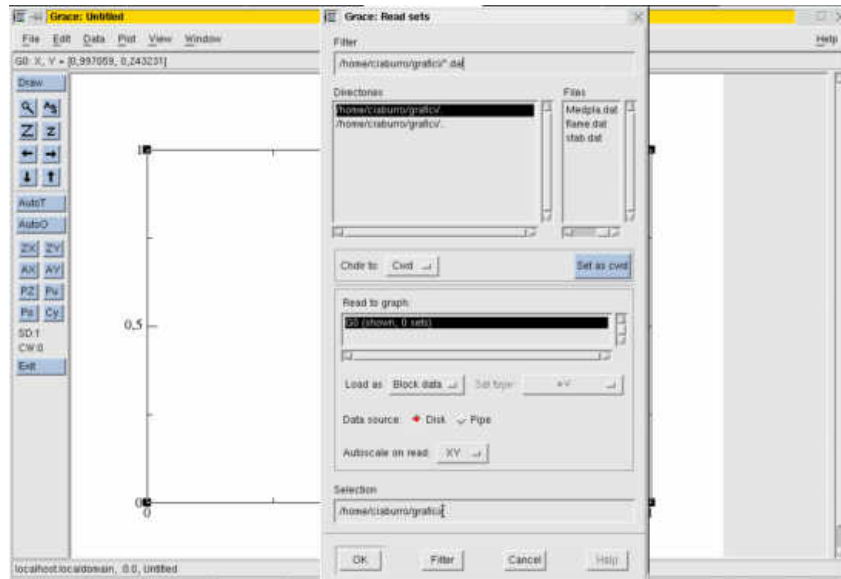 Grace: Untitled
File Edit Data Plot View Window Help
G0: X, Y = [0,997059, 0,243231]
Draw
Z z
AutoT
AutoO
ZX ZY
AX AY
PZ Pu
Po Cy
SD:1
CW:0
Exit
1
0,5
0
0
localhost.localdomain, :0.0, Untitled
Grace: Read sets
Filter
/home/ciaburro/grafici/*.dat
Directories
/home/ciaburro/grafici/.
/home/ciaburro/grafici/..
Files
Medpla.dat
flame.dat
stab.dat
Chdir to: Cwd
Set as cwd
Read to graph:
G0 (shown, 0 sets)
Load as: Block data Set type:
Data source: Disk Pipe
Autoscale on read: XY
Selection
/home/ciaburro/grafici/
OK Filter Cancel Help